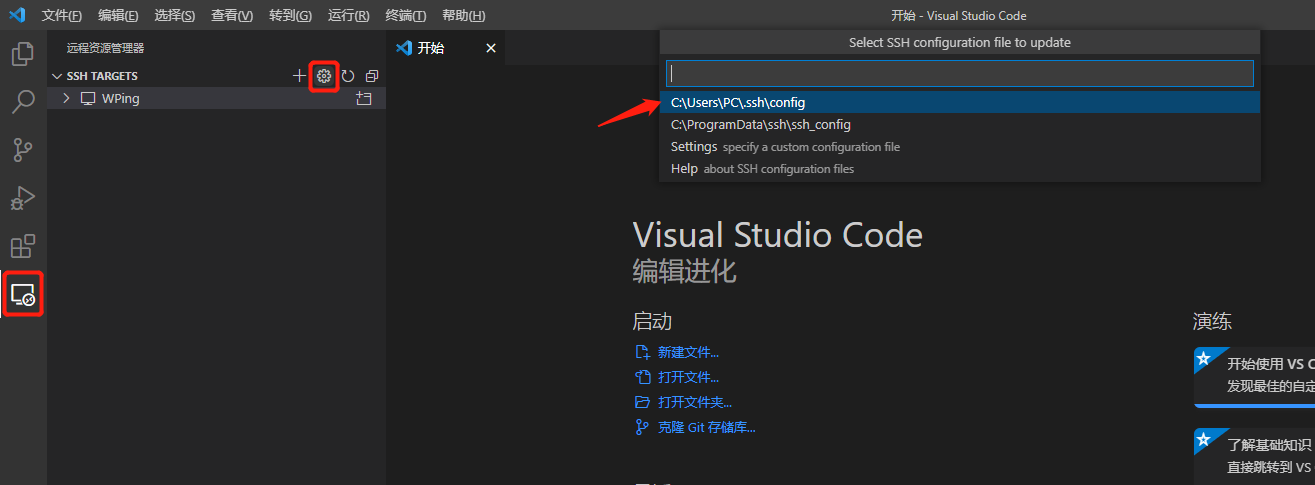 文件(F) 编辑(E) 选择(S) 查看(V) 转到(G) 运行(R) 终端(T) 帮助(H) 开始 - Visual Studio Code
远程资源管理器
SSH TARGETS
WPing
开始
Select SSH configuration file to update
C:\Users\PC\.ssh\config
C:\ProgramData\ssh\ssh_config
Settings specify a custom configuration file
Help about SSH configuration files
Visual Studio Code
编辑进化
启动
新建文件...
打开文件...
打开文件夹...
克隆 Git 存储库...
演练
开始使用 VS C
发现最佳的自定
了解基础知识
直接跳转到 VS